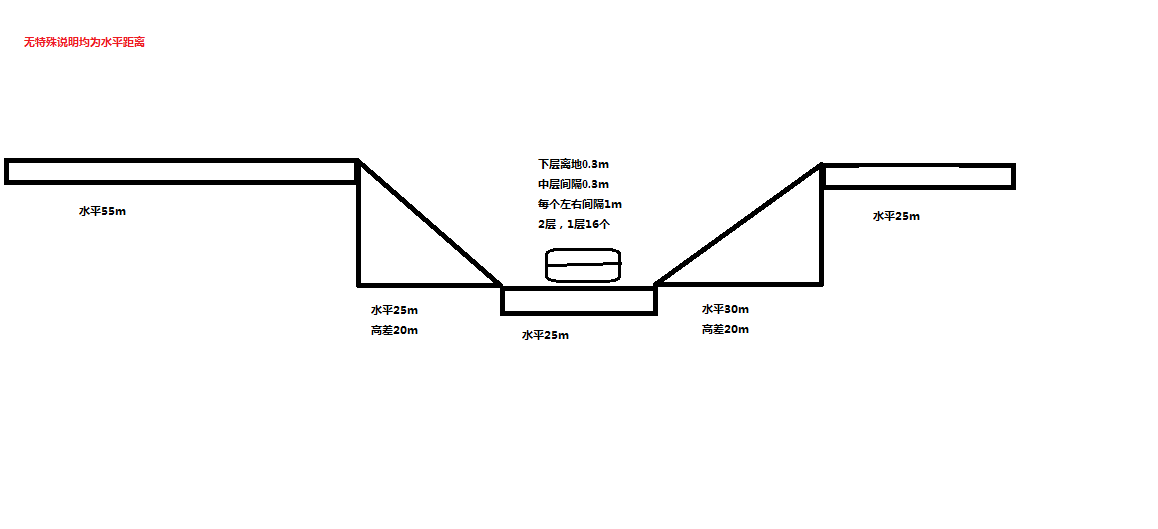 无特殊说明均为水平距离
下层离地0.3m
中层间隔0.3m
每个左右间隔1m
2层，1层16个
水平55m
水平25m
水平25m
高差20m
水平25m
水平30m
高差20m